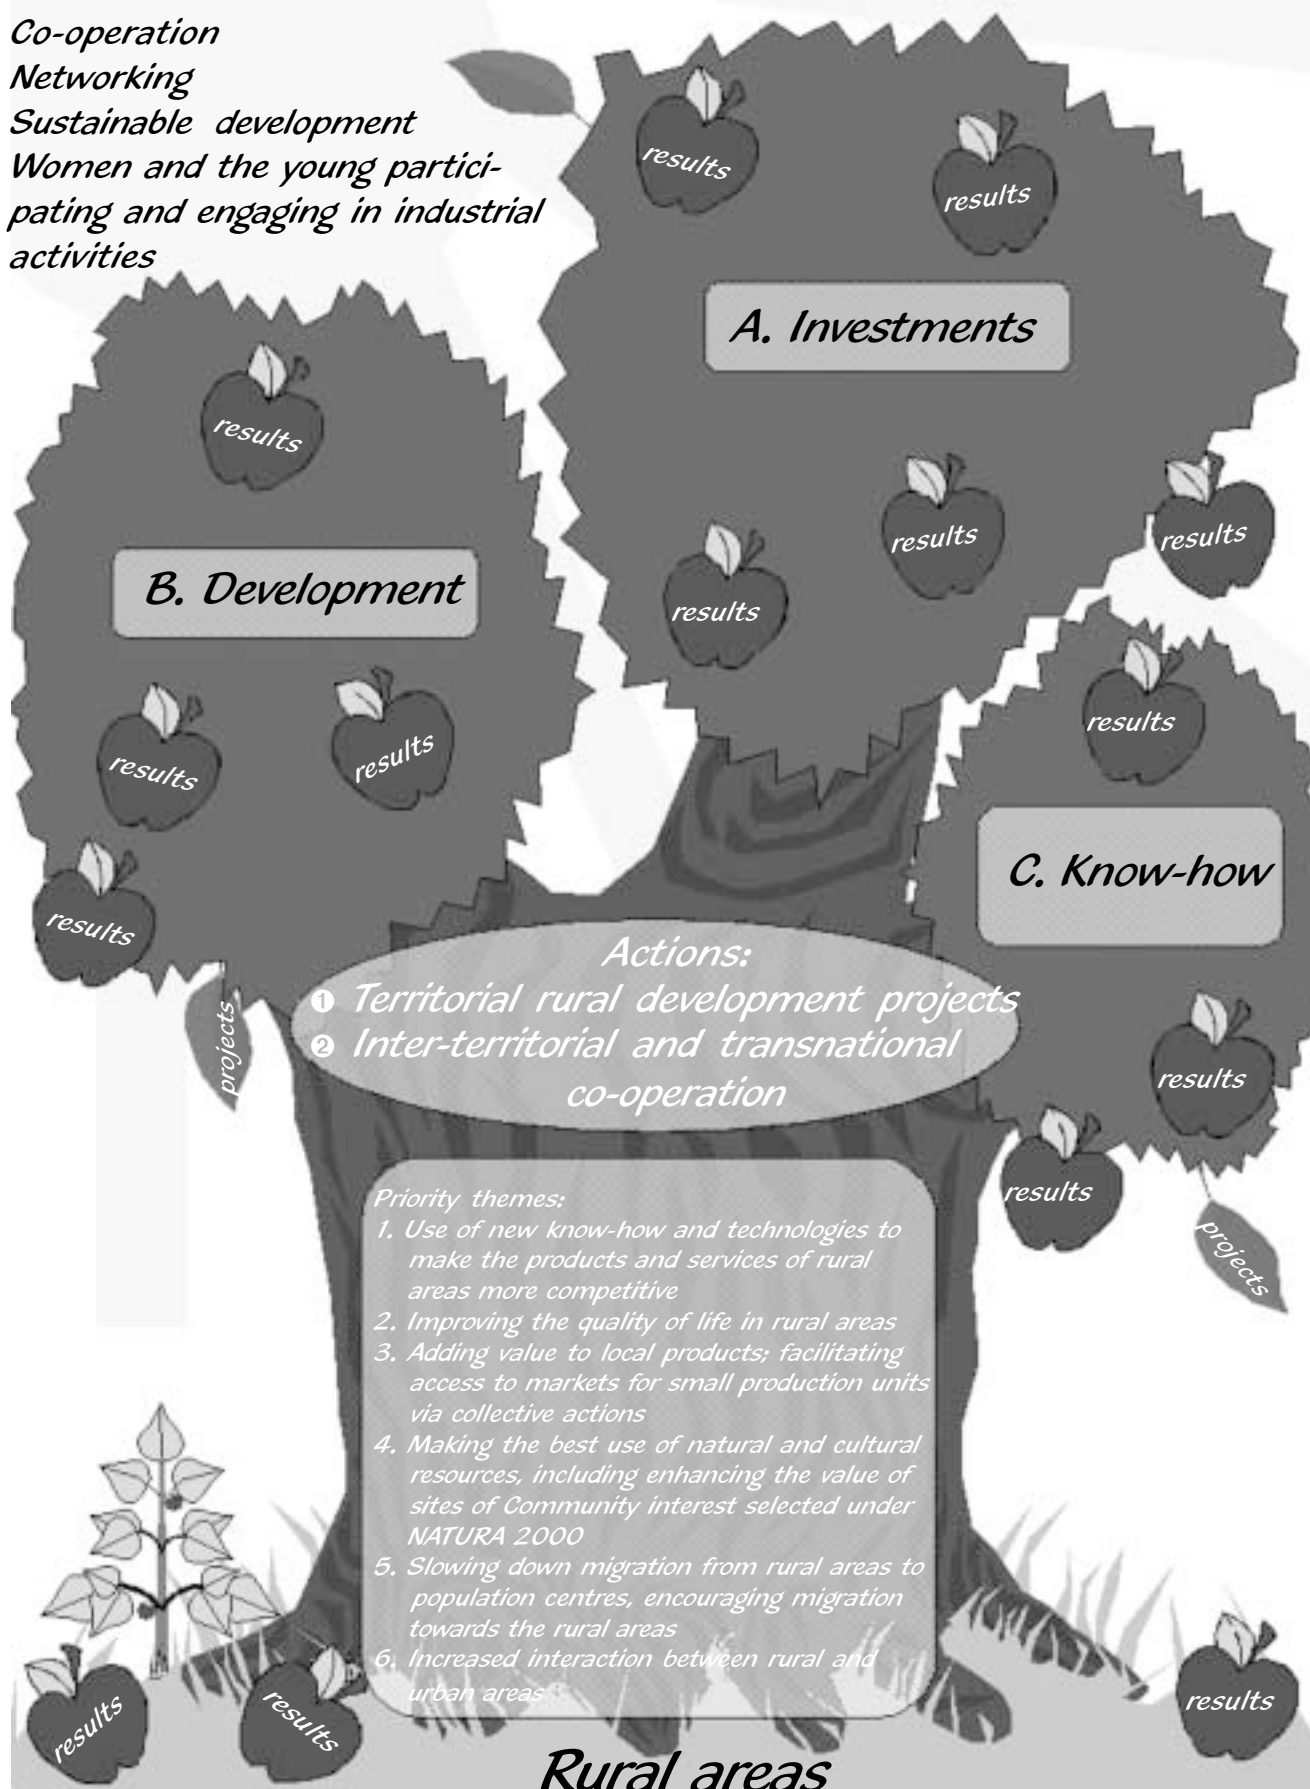 Co-operation
Networking
Sustainable development
Women and the young partici-
pating and engaging in industrial
activities
results
results
A. Investments
results
results
results
results
B. Development
results
results
results
results
C. Know-how
results
results
projects
Actions:
❶ Territorial rural development projects
❷ Inter-territorial and transnational
co-operation
results
projects
Priority themes:
1. Use of new know-how and technologies to
make the products and services of rural
areas more competitive
2. Improving the quality of life in rural areas
3. Adding value to local products; facilitating
access to markets for small production units
via collective actions
4. Making the best use of natural and cultural
resources, including enhancing the value of
sites of Community interest selected under
NATURA 2000
5. Slowing down migration from rural areas to
population centres, encouraging migration
towards the rural areas
6. Increased interaction between rural and
urban areas
results
results
results
Rural areas